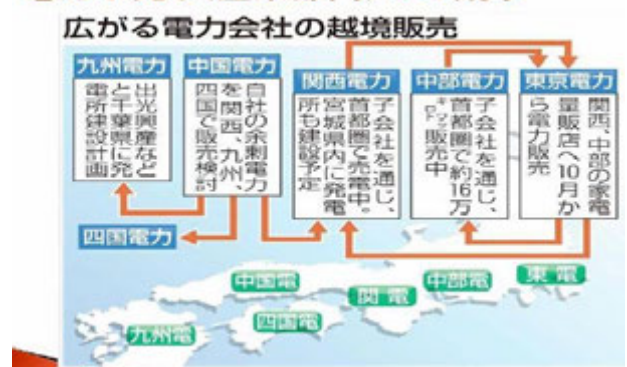 広がる電力会社の越境販売
九州電力
出光興産など
と千葉県に発
電所建設計画
中国電力
自社の余剰電力
を関西、九州、
四国で販売検討
関西電力
子会社を通じ、
首都圏で売電中。
宮城県内に発電
所も建設予定
中部電力
子会社を通じ、
首都圏で約16万
キロワット販売中
東京電力
関西、中部の家電
量販店へ10月か
ら電力販売
四国電力
中国電
東電
中部電
関電
四国電
九州電